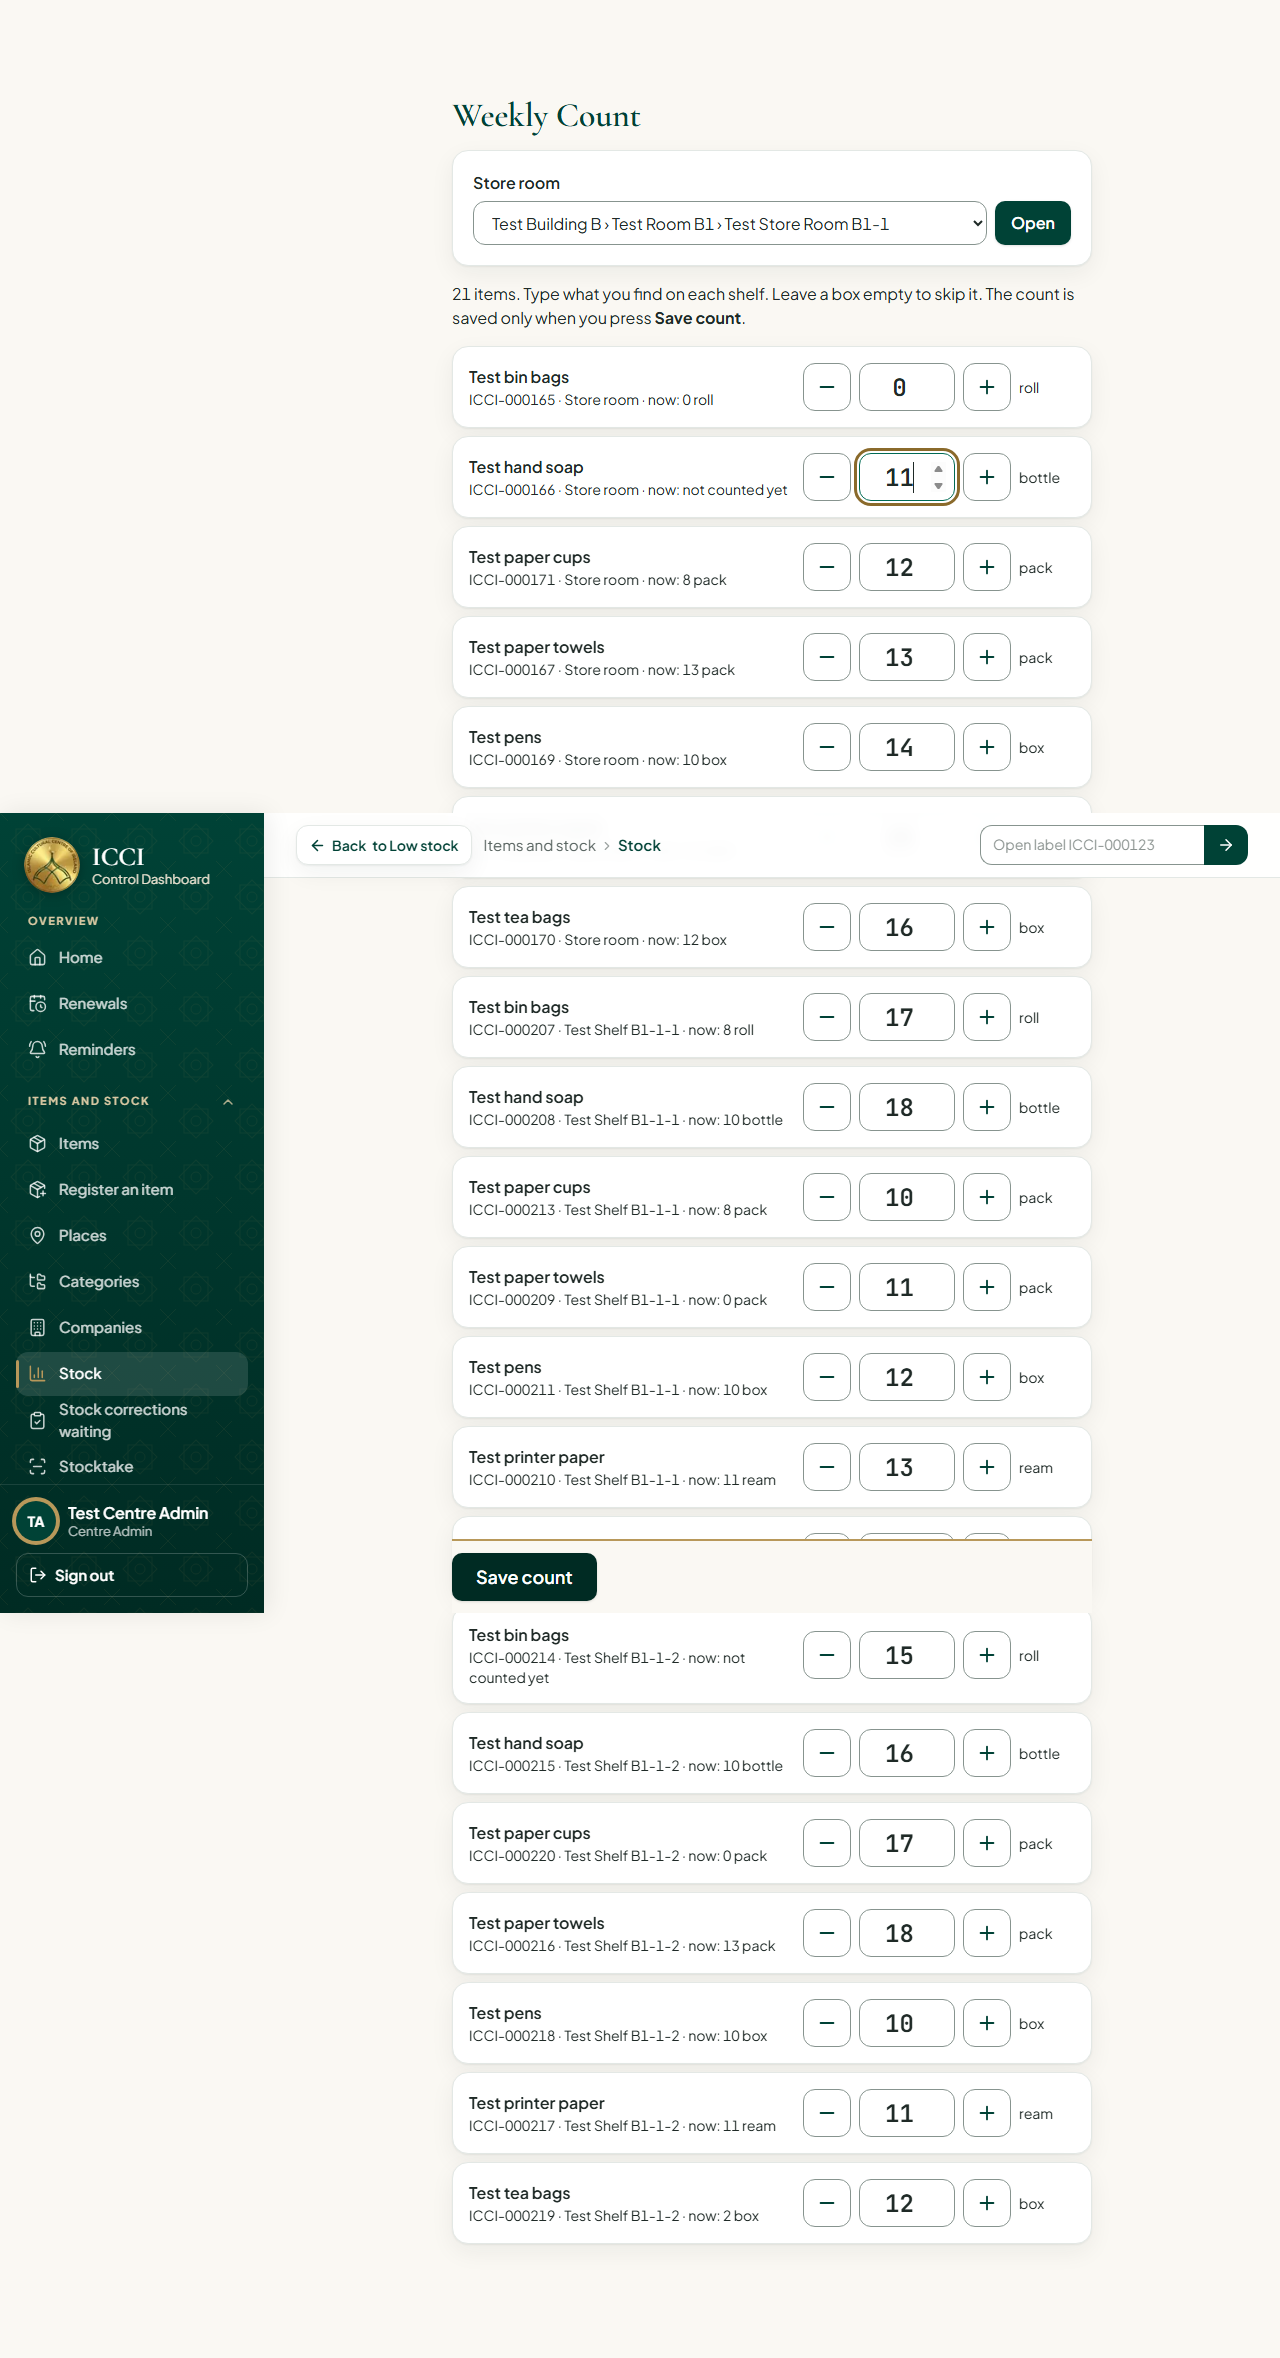 Weekly Count
Store room
Test Building B › Test Room B1 › Test Store Room B1-1
Open
21 items. Type what you find on each shelf. Leave a box empty to skip it. The count is
saved only when you press Save count.
Test bin bags
ICCI-000165 · Store room · now: 0 roll
0
roll
Test hand soap
ICCI-000166 · Store room · now: not counted yet
11
bottle
Test paper cups
ICCI-000171 · Store room · now: 8 pack
12
pack
Test paper towels
ICCI-000167 · Store room · now: 13 pack
13
pack
Test pens
ICCI-000169 · Store room · now: 10 box
14
box
Back to Low stock
Items and stock › Stock
Open label ICCI-000123
Test tea bags
ICCI-000170 · Store room · now: 12 box
16
box
Test bin bags
ICCI-000207 · Test Shelf B1-1-1 · now: 8 roll
17
roll
Test hand soap
ICCI-000208 · Test Shelf B1-1-1 · now: 10 bottle
18
bottle
Test paper cups
ICCI-000213 · Test Shelf B1-1-1 · now: 8 pack
10
pack
Test paper towels
ICCI-000209 · Test Shelf B1-1-1 · now: 0 pack
11
pack
Test pens
ICCI-000211 · Test Shelf B1-1-1 · now: 10 box
12
box
Test printer paper
ICCI-000210 · Test Shelf B1-1-1 · now: 11 ream
13
ream
Save count
Test bin bags
ICCI-000214 · Test Shelf B1-1-2 · now: not
counted yet
15
roll
Test hand soap
ICCI-000215 · Test Shelf B1-1-2 · now: 10 bottle
16
bottle
Test paper cups
ICCI-000220 · Test Shelf B1-1-2 · now: 0 pack
17
pack
Test paper towels
ICCI-000216 · Test Shelf B1-1-2 · now: 13 pack
18
pack
Test pens
ICCI-000218 · Test Shelf B1-1-2 · now: 10 box
10
box
Test printer paper
ICCI-000217 · Test Shelf B1-1-2 · now: 11 ream
11
ream
Test tea bags
ICCI-000219 · Test Shelf B1-1-2 · now: 2 box
12
box
ICCI
Control Dashboard
OVERVIEW
Home
Renewals
Reminders
ITEMS AND STOCK
Items
Register an item
Places
Categories
Companies
Stock
Stock corrections
waiting
Stocktake
TA
Test Centre Admin
Centre Admin
Sign out